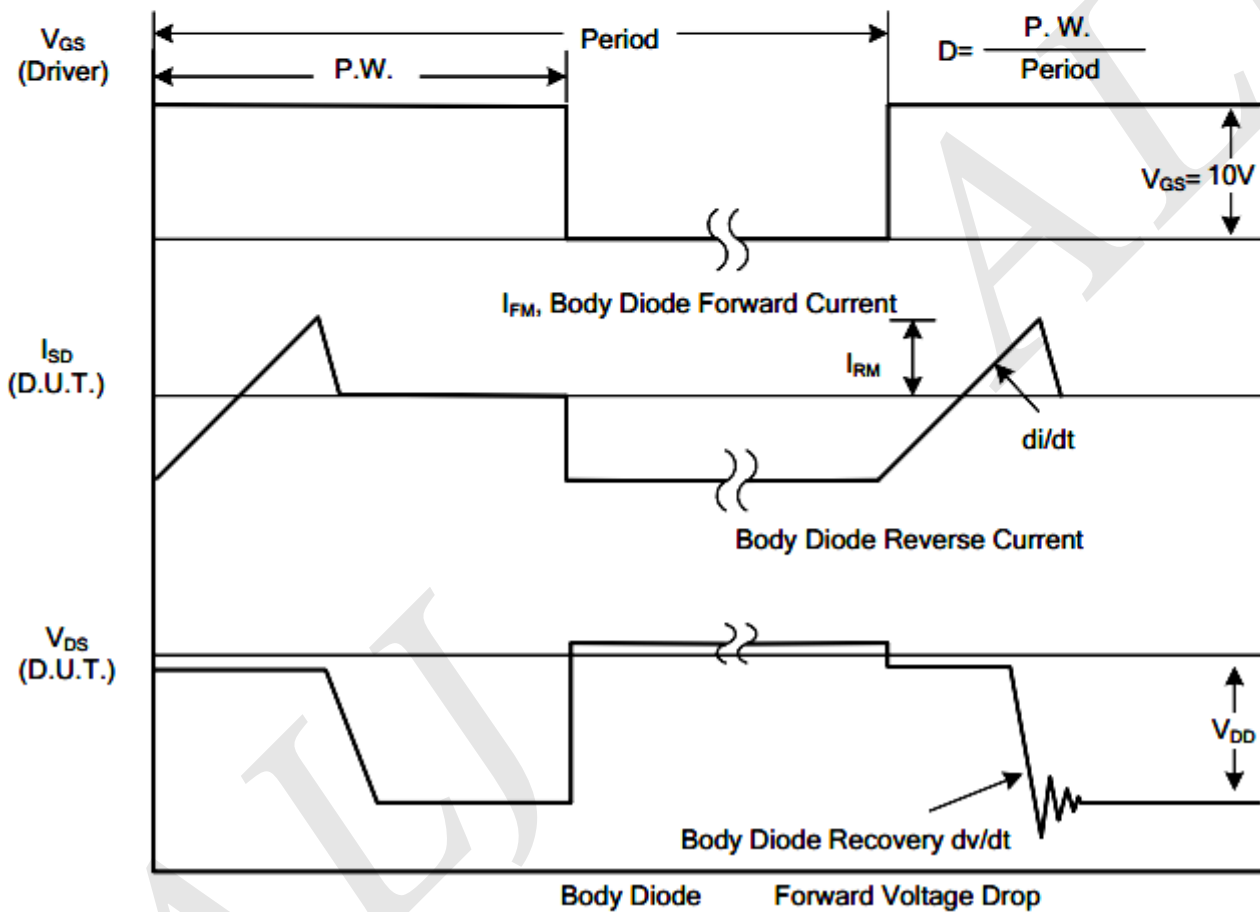 VGS
(Driver)
Period
P.W.
D= P. W.
Period
VGS= 10V
IFM, Body Diode Forward Current
ISD
(D.U.T.)
IRM
di/dt
Body Diode Reverse Current
VDS
(D.U.T.)
VDD
Body Diode Recovery dv/dt
Body Diode Forward Voltage Drop